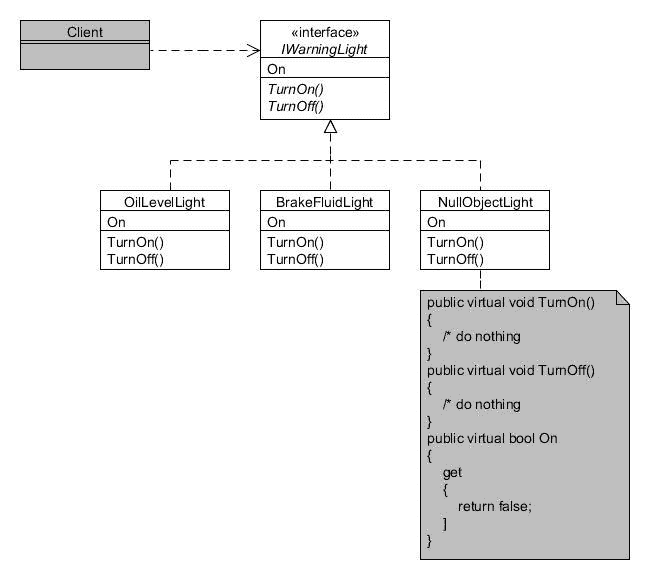 Client
«interface»
IWarningLight
On
TurnOn()
TurnOff()
OilLevelLight
On
TurnOn()
TurnOff()
BrakeFluidLight
On
TurnOn()
TurnOff()
NullObjectLight
On
TurnOn()
TurnOff()
public virtual void TurnOn()
{
/* do nothing
}
public virtual void TurnOff()
{
/* do nothing
}
public virtual bool On
{
get
{
return false;
]
}